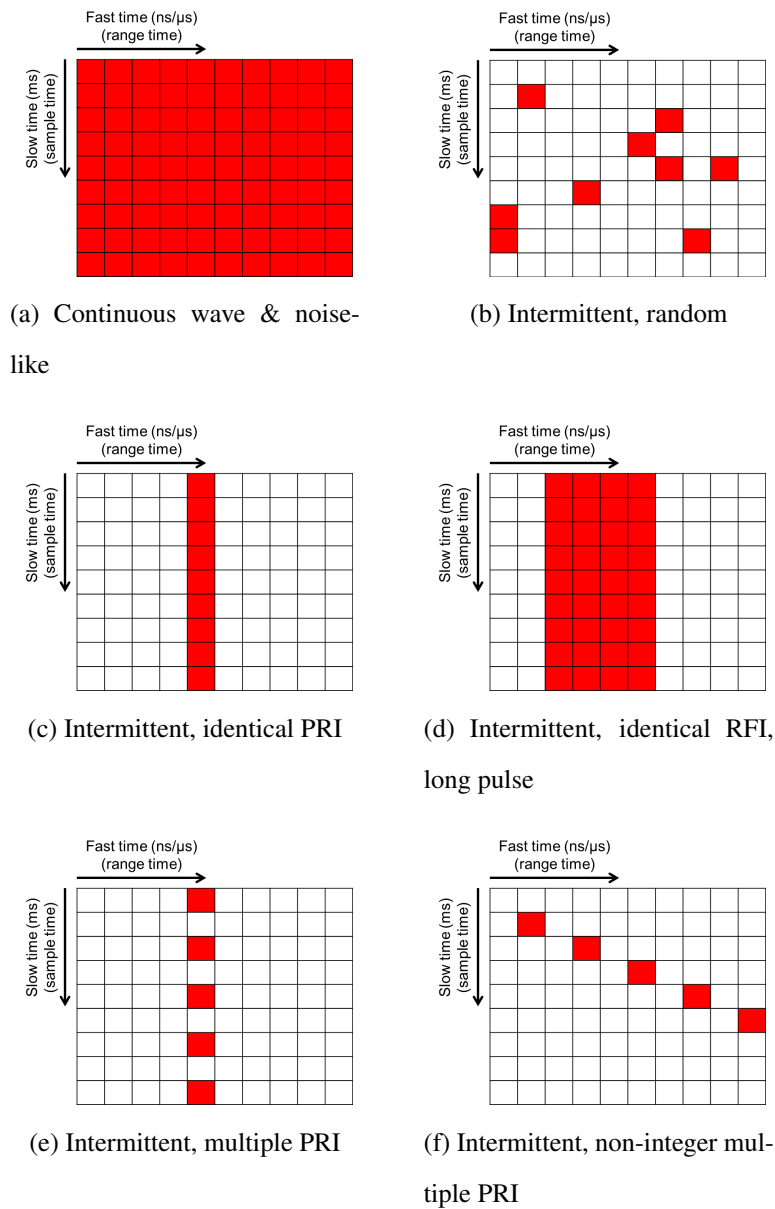 Fast time (ns/µs)
(range time)
Slow time (ms)
(sample time)
(a) Continuous wave & noise-
like
Fast time (ns/µs)
(range time)
Slow time (ms)
(sample time)
(b) Intermittent, random
Fast time (ns/µs)
(range time)
Slow time (ms)
(sample time)
(c) Intermittent, identical PRI
Fast time (ns/µs)
(range time)
Slow time (ms)
(sample time)
(d) Intermittent, identical RFI,
long pulse
Fast time (ns/µs)
(range time)
Slow time (ms)
(sample time)
(e) Intermittent, multiple PRI
Fast time (ns/µs)
(range time)
Slow time (ms)
(sample time)
(f) Intermittent, non-integer mul-
tiple PRI